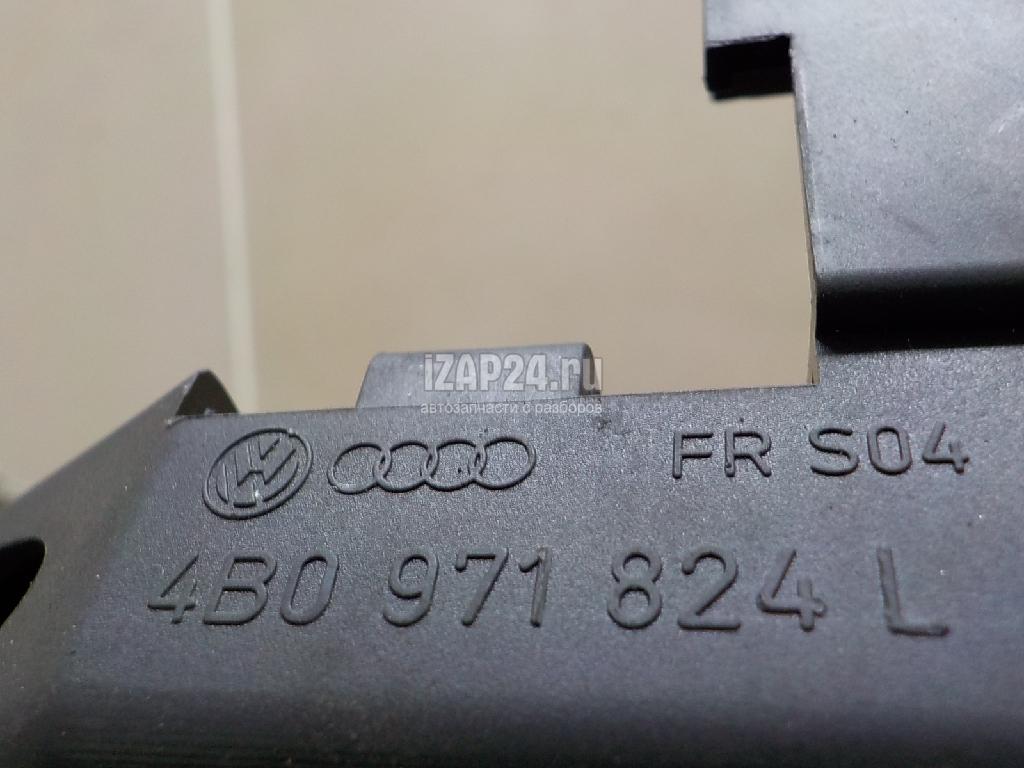 iZAP24.ru
автозапчасти с разборов
FR S04
4B0 971 824 L